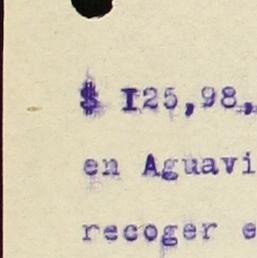 $ I25,98,
en Aguavi
recoger e